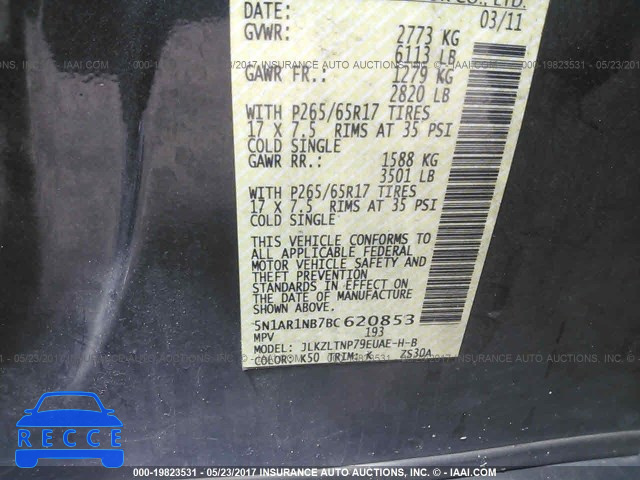 CO., LTD.
DATE: 03/11
GVWR: 2773 KG
6113 LB
GAWR FR.: 1279 KG
2820 LB
WITH P265/65R17 TIRES
17 X 7.5 RIMS AT 35 PSI
COLD SINGLE
GAWR RR.: 1588 KG
3501 LB
WITH P265/65R17 TIRES
17 X 7.5 RIMS AT 35 PSI
COLD SINGLE
THIS VEHICLE CONFORMS TO
ALL APPLICABLE FEDERAL
MOTOR VEHICLE SAFETY AND
THEFT PREVENTION
STANDARDS IN EFFECT ON
THE DATE OF MANUFACTURE
SHOWN ABOVE.
5N1AR1NB7BC620853
MPV 193
MODEL: JLKZLTNP79EUAE-H-B
COLOR: K50 TRIM: K ZS30A
RECCE
000-19823531 - 05/23/2017 INSURANCE AUTO AUCTIONS - © IAAI.COM